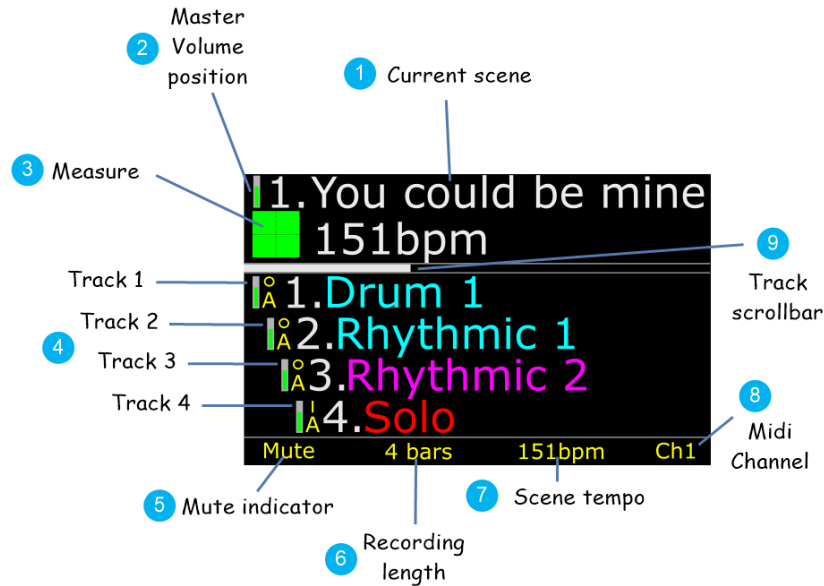 Master
2
Volume
position
1
Current scene
3
Measure
1.You could be mine
151bpm
9
Track
scrollbar
Track 1
O
A
1.Drum 1
Track 2
O
A
2.Rhythmic 1
4
Track 3
O
A
3.Rhythmic 2
Track 4
I
A
4.Solo
8
Midi
Channel
Mute
4 bars
151bpm
Ch1
5
Mute indicator
7
Scene tempo
6
Recording
length